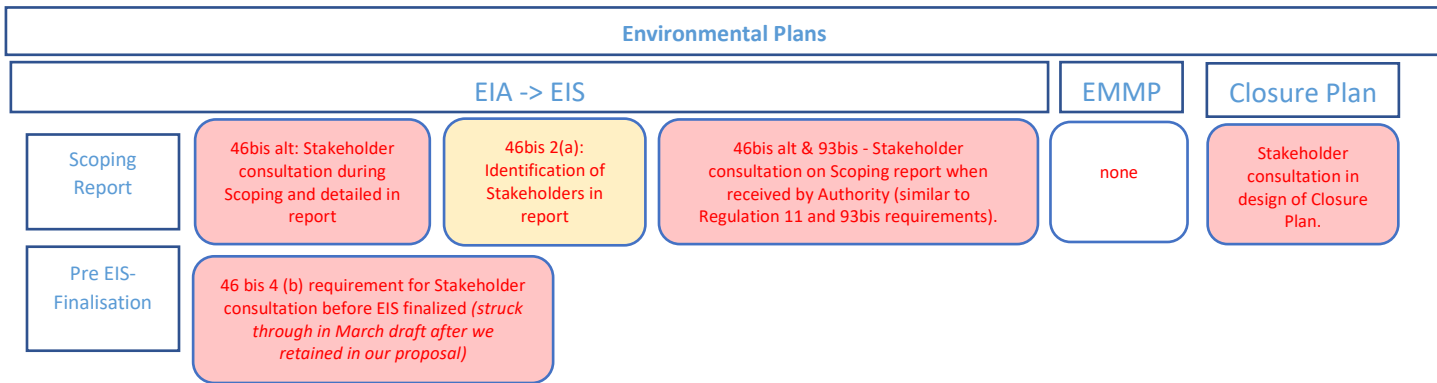 Environmental Plans
EIA -> EIS
EMMP
Closure Plan
Scoping
Report
46bis alt: Stakeholder
consultation during
Scoping and detailed in
report
46bis 2(a):
Identification of
Stakeholders in
report
46bis alt & 93bis - Stakeholder
consultation on Scoping report when
received by Authority (similar to
Regulation 11 and 93bis requirements).
none
Stakeholder
consultation in
design of Closure
Plan.
Pre EIS-
Finalisation
46 bis 4 (b) requirement for Stakeholder
consultation before EIS finalized (struck
through in March draft after we
retained in our proposal)